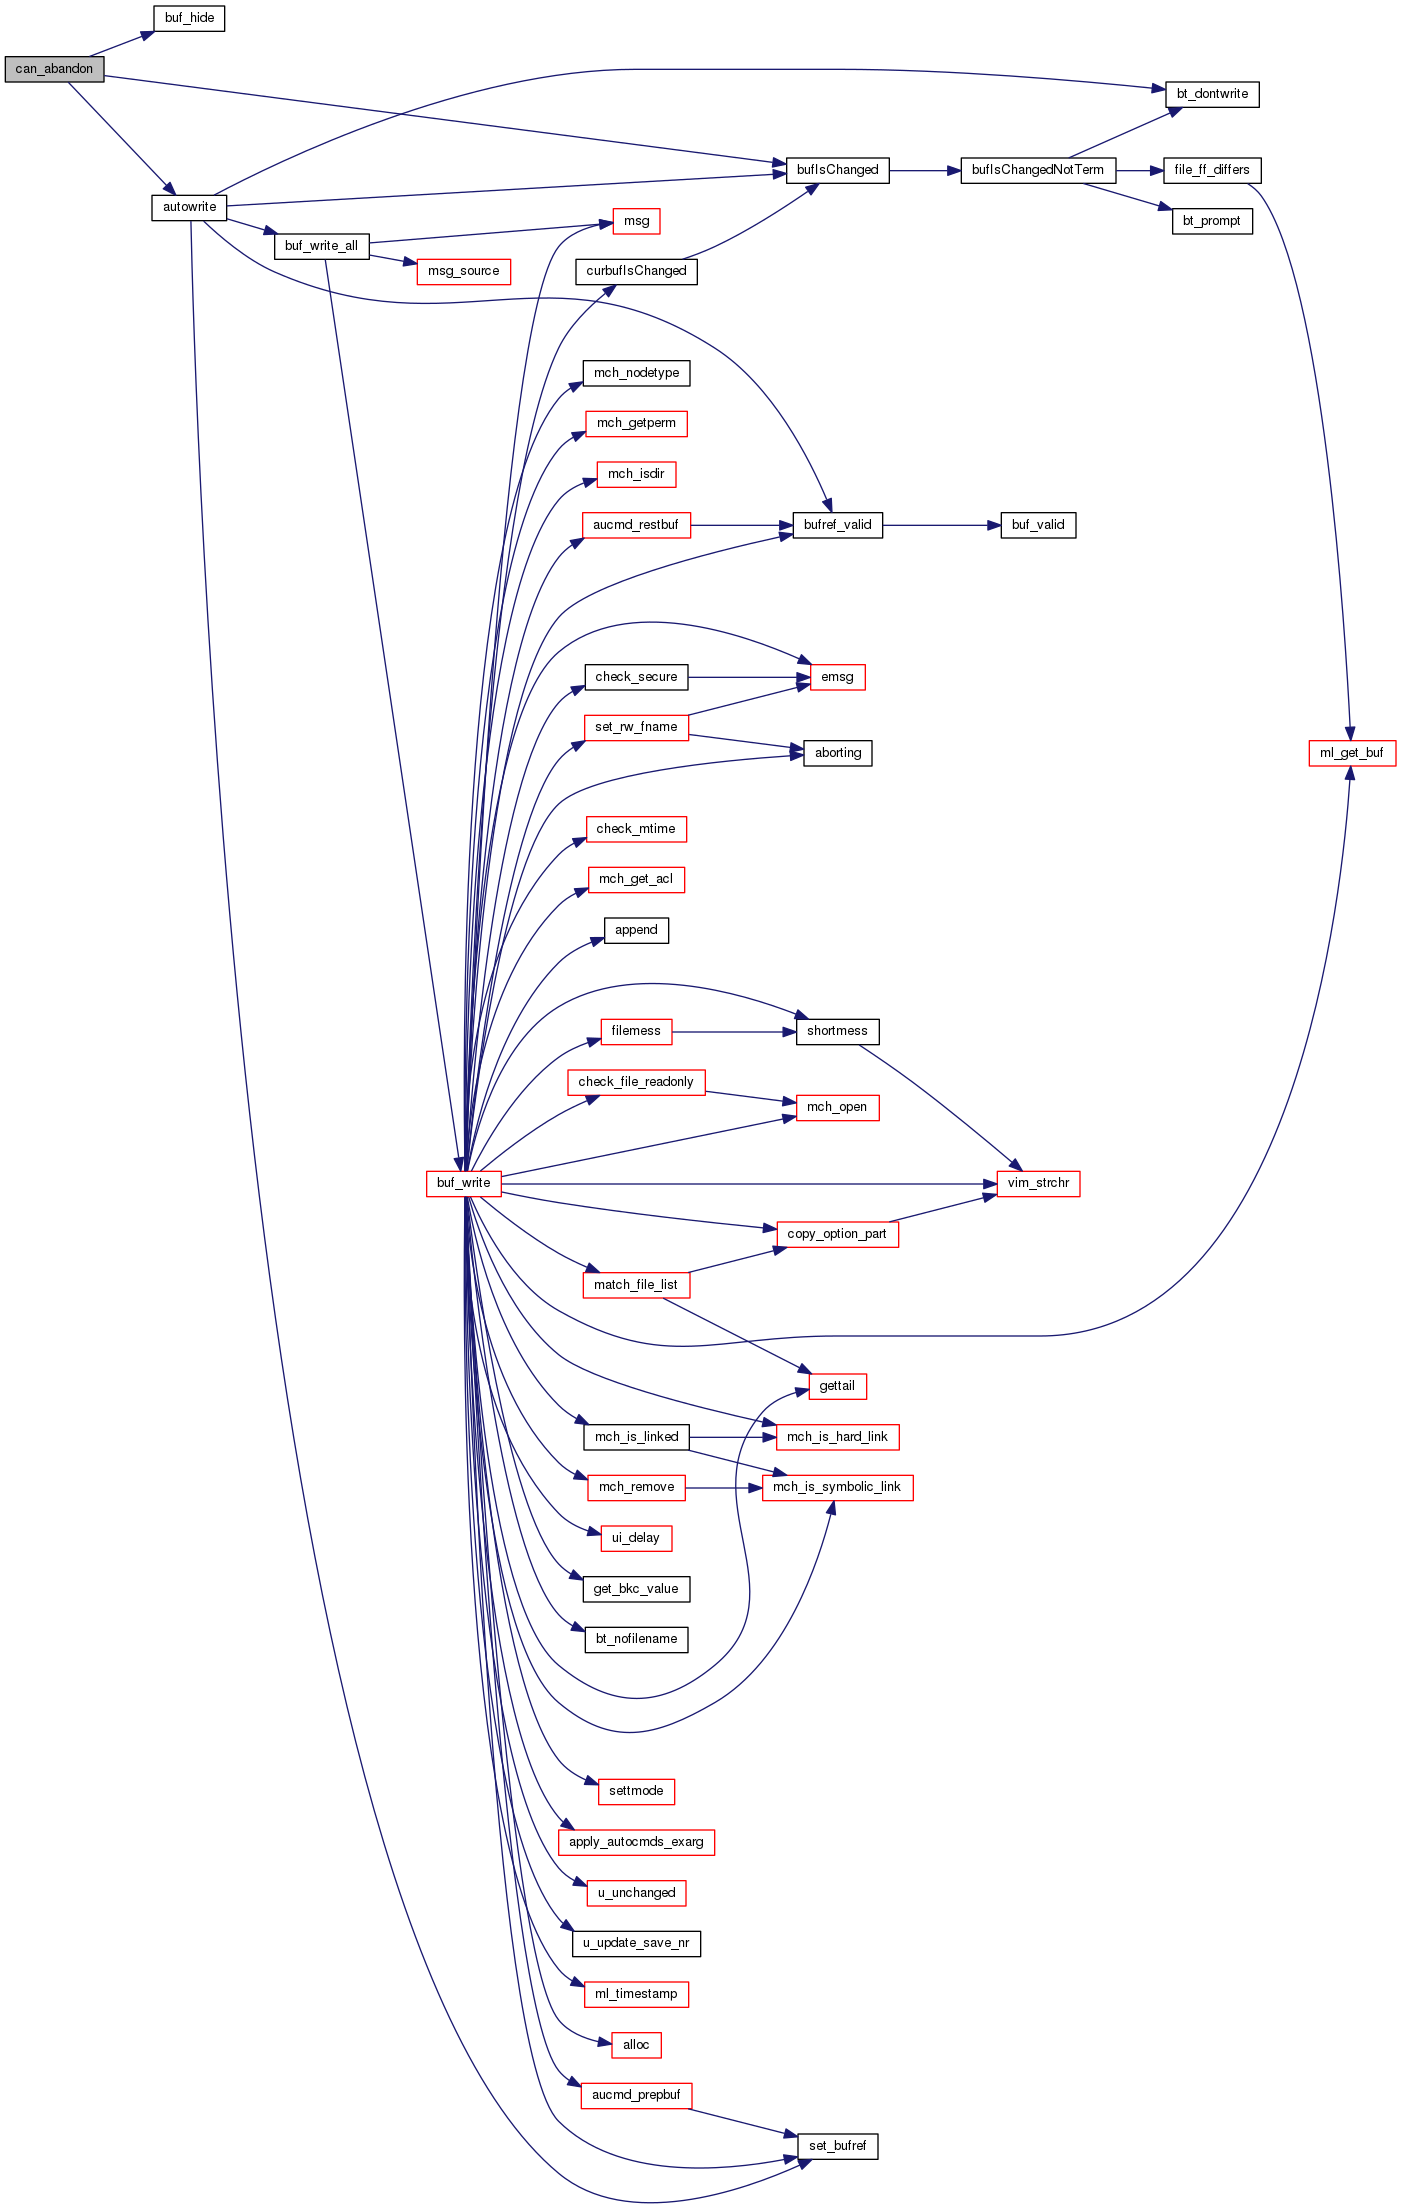 buf_hide
can_abandon
bt_dontwrite
bufIsChanged
bufIsChangedNotTerm
file_ff_differs
autowrite
msg
bt_prompt
buf_write_all
msg_source
curbufIsChanged
mch_nodetype
mch_getperm
mch_isdir
aucmd_restbuf
bufref_valid
buf_valid
check_secure
emsg
set_rw_fname
aborting
ml_get_buf
check_mtime
mch_get_acl
append
filemess
shortmess
check_file_readonly
mch_open
buf_write
vim_strchr
copy_option_part
match_file_list
gettail
mch_is_linked
mch_is_hard_link
mch_remove
mch_is_symbolic_link
ui_delay
get_bkc_value
bt_nofilename
settmode
apply_autocmds_exarg
u_unchanged
u_update_save_nr
ml_timestamp
alloc
aucmd_prepbuf
set_bufref